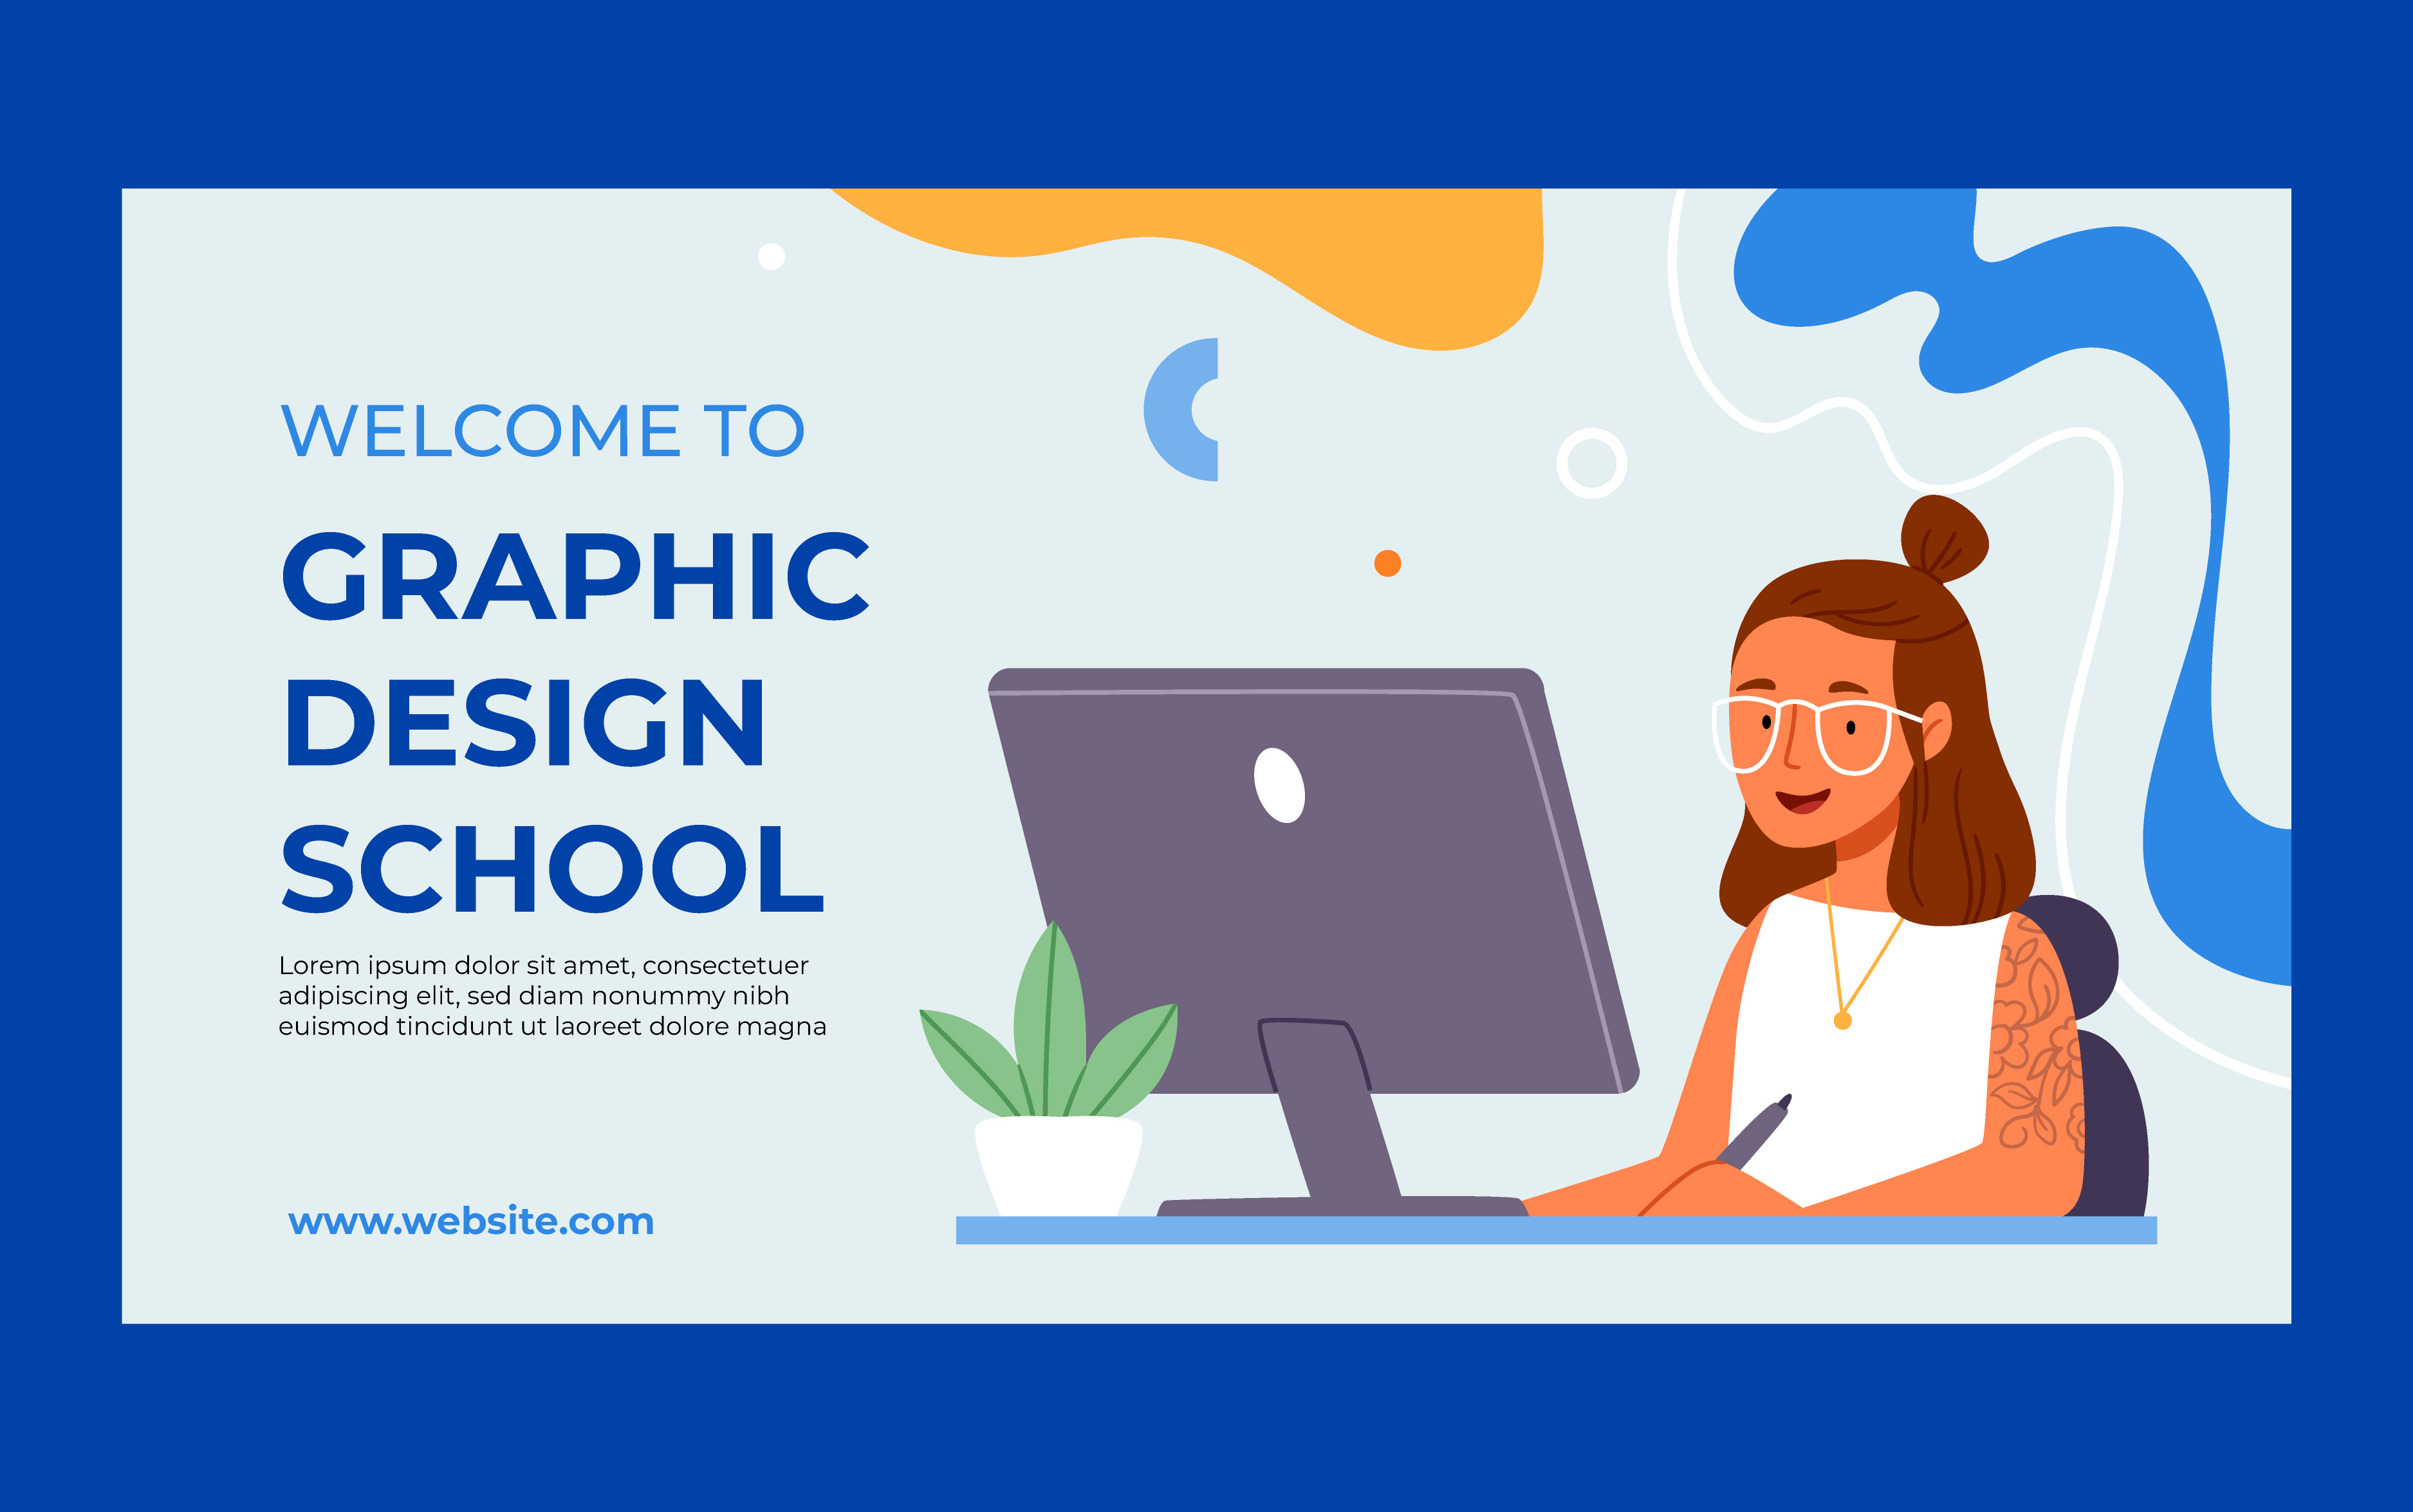 WELCOME TO
GRAPHIC
DESIGN
SCHOOL
Lorem ipsum dolor sit amet, consectetuer
adipiscing elit, sed diam nonummy nibh
euismod tincidunt ut laoreet dolore magna
www.website.com